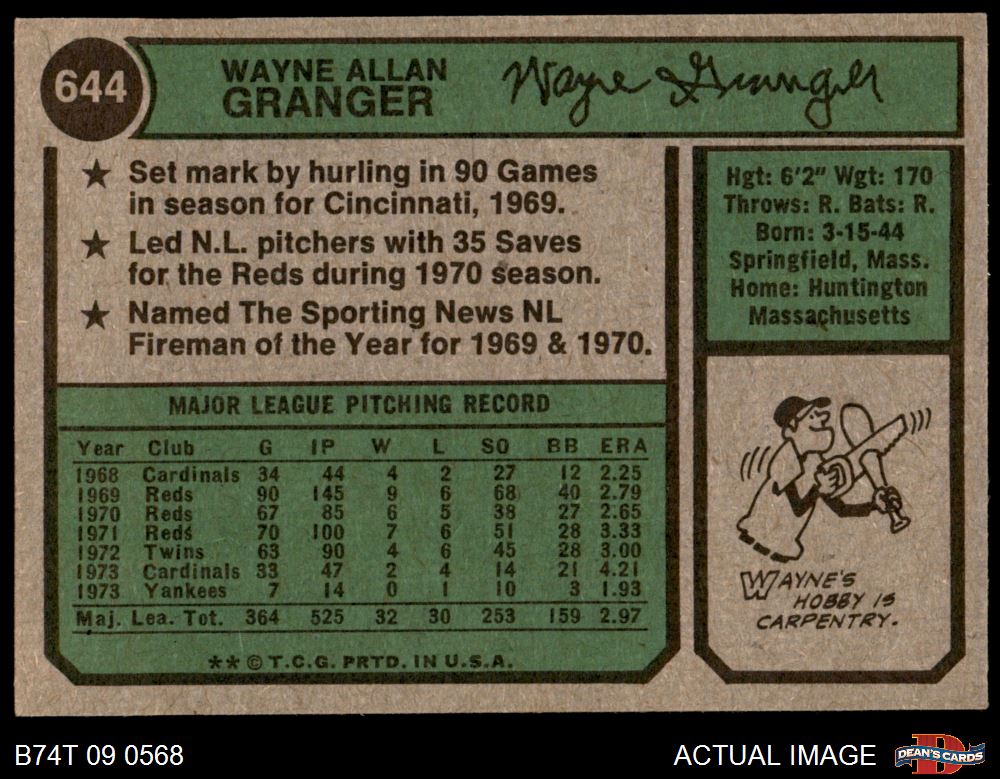 644
WAYNE ALLAN
GRANGER
Wayne Granger
★ Set mark by hurling in 90 Games
in season for Cincinnati, 1969.
★ Led N.L. pitchers with 35 Saves
for the Reds during 1970 season.
★ Named The Sporting News NL
Fireman of the Year for 1969 & 1970.
Hgt: 6'2" Wgt: 170
Throws: R. Bats: R.
Born: 3-15-44
Springfield, Mass.
Home: Huntington
Massachusetts
MAJOR LEAGUE PITCHING RECORD
Year Club G IP W L SO BB ERA
1968 Cardinals 34 44 4 2 27 12 2.25
1969 Reds 90 145 9 6 68 40 2.79
1970 Reds 67 85 6 5 38 27 2.65
1971 Reds 70 100 7 6 51 28 3.33
1972 Twins 63 90 4 6 45 28 3.00
1973 Cardinals 33 47 2 4 14 21 4.21
1973 Yankees 7 14 0 1 10 3 1.93
Maj. Lea. Tot. 364 525 32 30 253 159 2.97
** © T.C.G. PRTD. IN U.S.A.
WAYNE'S
HOBBY IS
CARPENTRY.
B74T 09 0568
ACTUAL IMAGE
D
DEAN'S CARDS